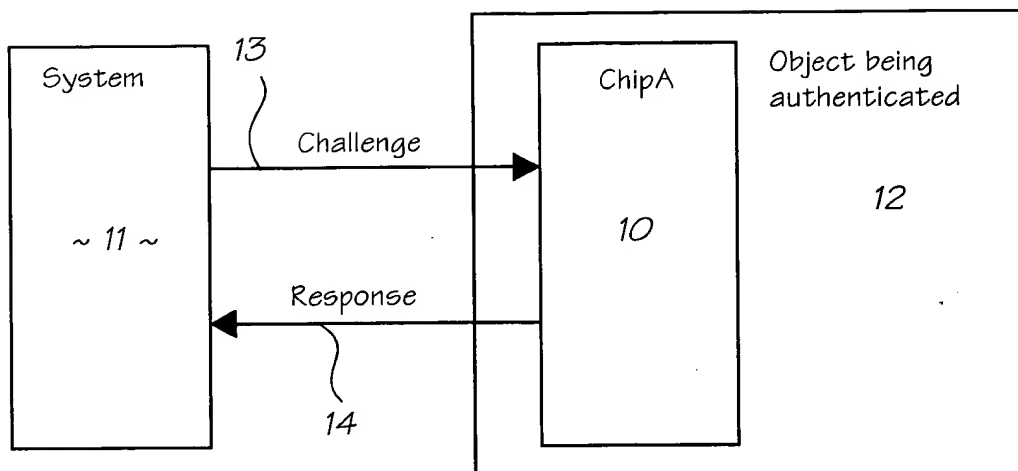 13
System
ChipA
Object being
authenticated
Challenge
12
~ 11 ~
10
Response
14